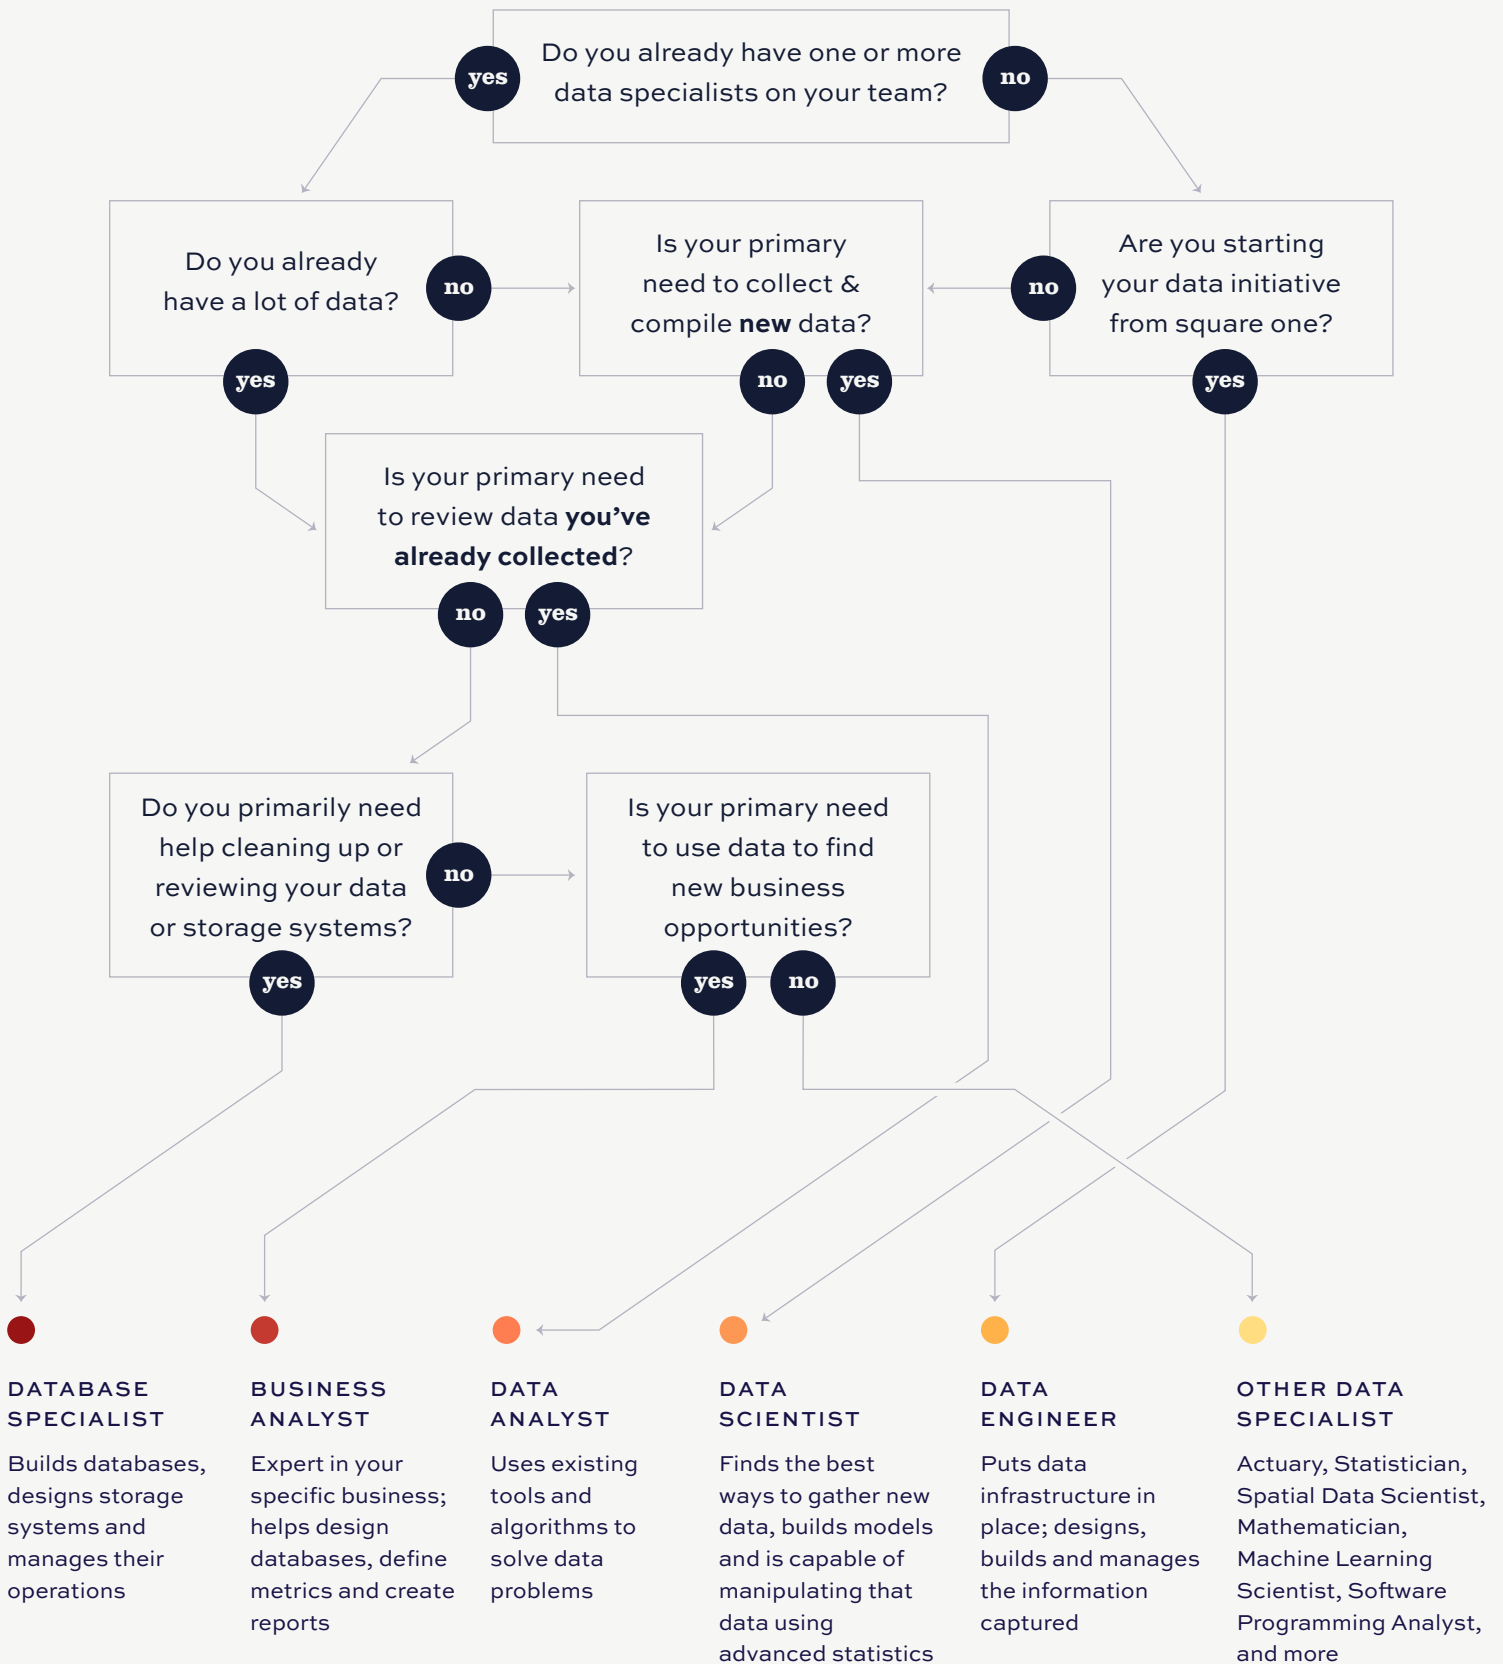 Do you already have one or more
data specialists on your team?
yes
no
Do you already
have a lot of data?
no
yes
Is your primary
need to collect &
compile new data?
no
yes
Are you starting
your data initiative
from square one?
no
yes
Is your primary need
to review data you’ve
already collected?
no
yes
Do you primarily need
help cleaning up or
reviewing your data
or storage systems?
no
yes
Is your primary need
to use data to find
new business
opportunities?
yes
no
DATABASE
SPECIALIST
Builds databases,
designs storage
systems and
manages their
operations
BUSINESS
ANALYST
Expert in your
specific business;
helps design
databases, define
metrics and create
reports
DATA
ANALYST
Uses existing
tools and
algorithms to
solve data
problems
DATA
SCIENTIST
Finds the best
ways to gather new
data, builds models
and is capable of
manipulating that
data using
advanced statistics
DATA
ENGINEER
Puts data
infrastructure in
place; designs,
builds and manages
the information
captured
OTHER DATA
SPECIALIST
Actuary, Statistician,
Spatial Data Scientist,
Mathematician,
Machine Learning
Scientist, Software
Programming Analyst,
and more